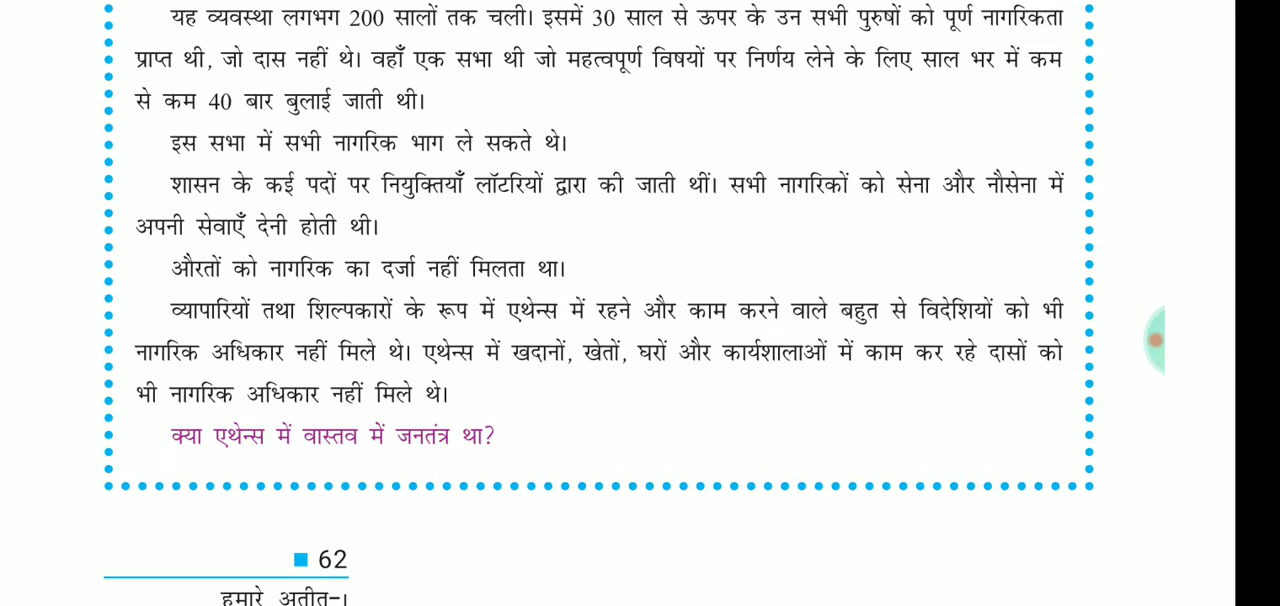 यह व्यवस्था लगभग 200 सालों तक चली। इसमें 30 साल से ऊपर के उन सभी पुरुषों को पूर्ण नागरिकता
प्राप्त थी, जो दास नहीं थे। वहाँ एक सभा थी जो महत्वपूर्ण विषयों पर निर्णय लेने के लिए साल भर में कम
से कम 40 बार बुलाई जाती थी।
इस सभा में सभी नागरिक भाग ले सकते थे।
शासन के कई पदों पर नियुक्तियाँ लॉटरियों द्वारा की जाती थीं। सभी नागरिकों को सेना और नौसेना में
अपनी सेवाएँ देनी होती थी।
औरतों को नागरिक का दर्जा नहीं मिलता था।
व्यापारियों तथा शिल्पकारों के रूप में एथेन्स में रहने और काम करने वाले बहुत से विदेशियों को भी
नागरिक अधिकार नहीं मिले थे। एथेन्स में खदानों, खेतों, घरों और कार्यशालाओं में काम कर रहे दासों को
भी नागरिक अधिकार नहीं मिले थे।
क्या एथेन्स में वास्तव में जनतंत्र था?
62
हमारे अतीत-।